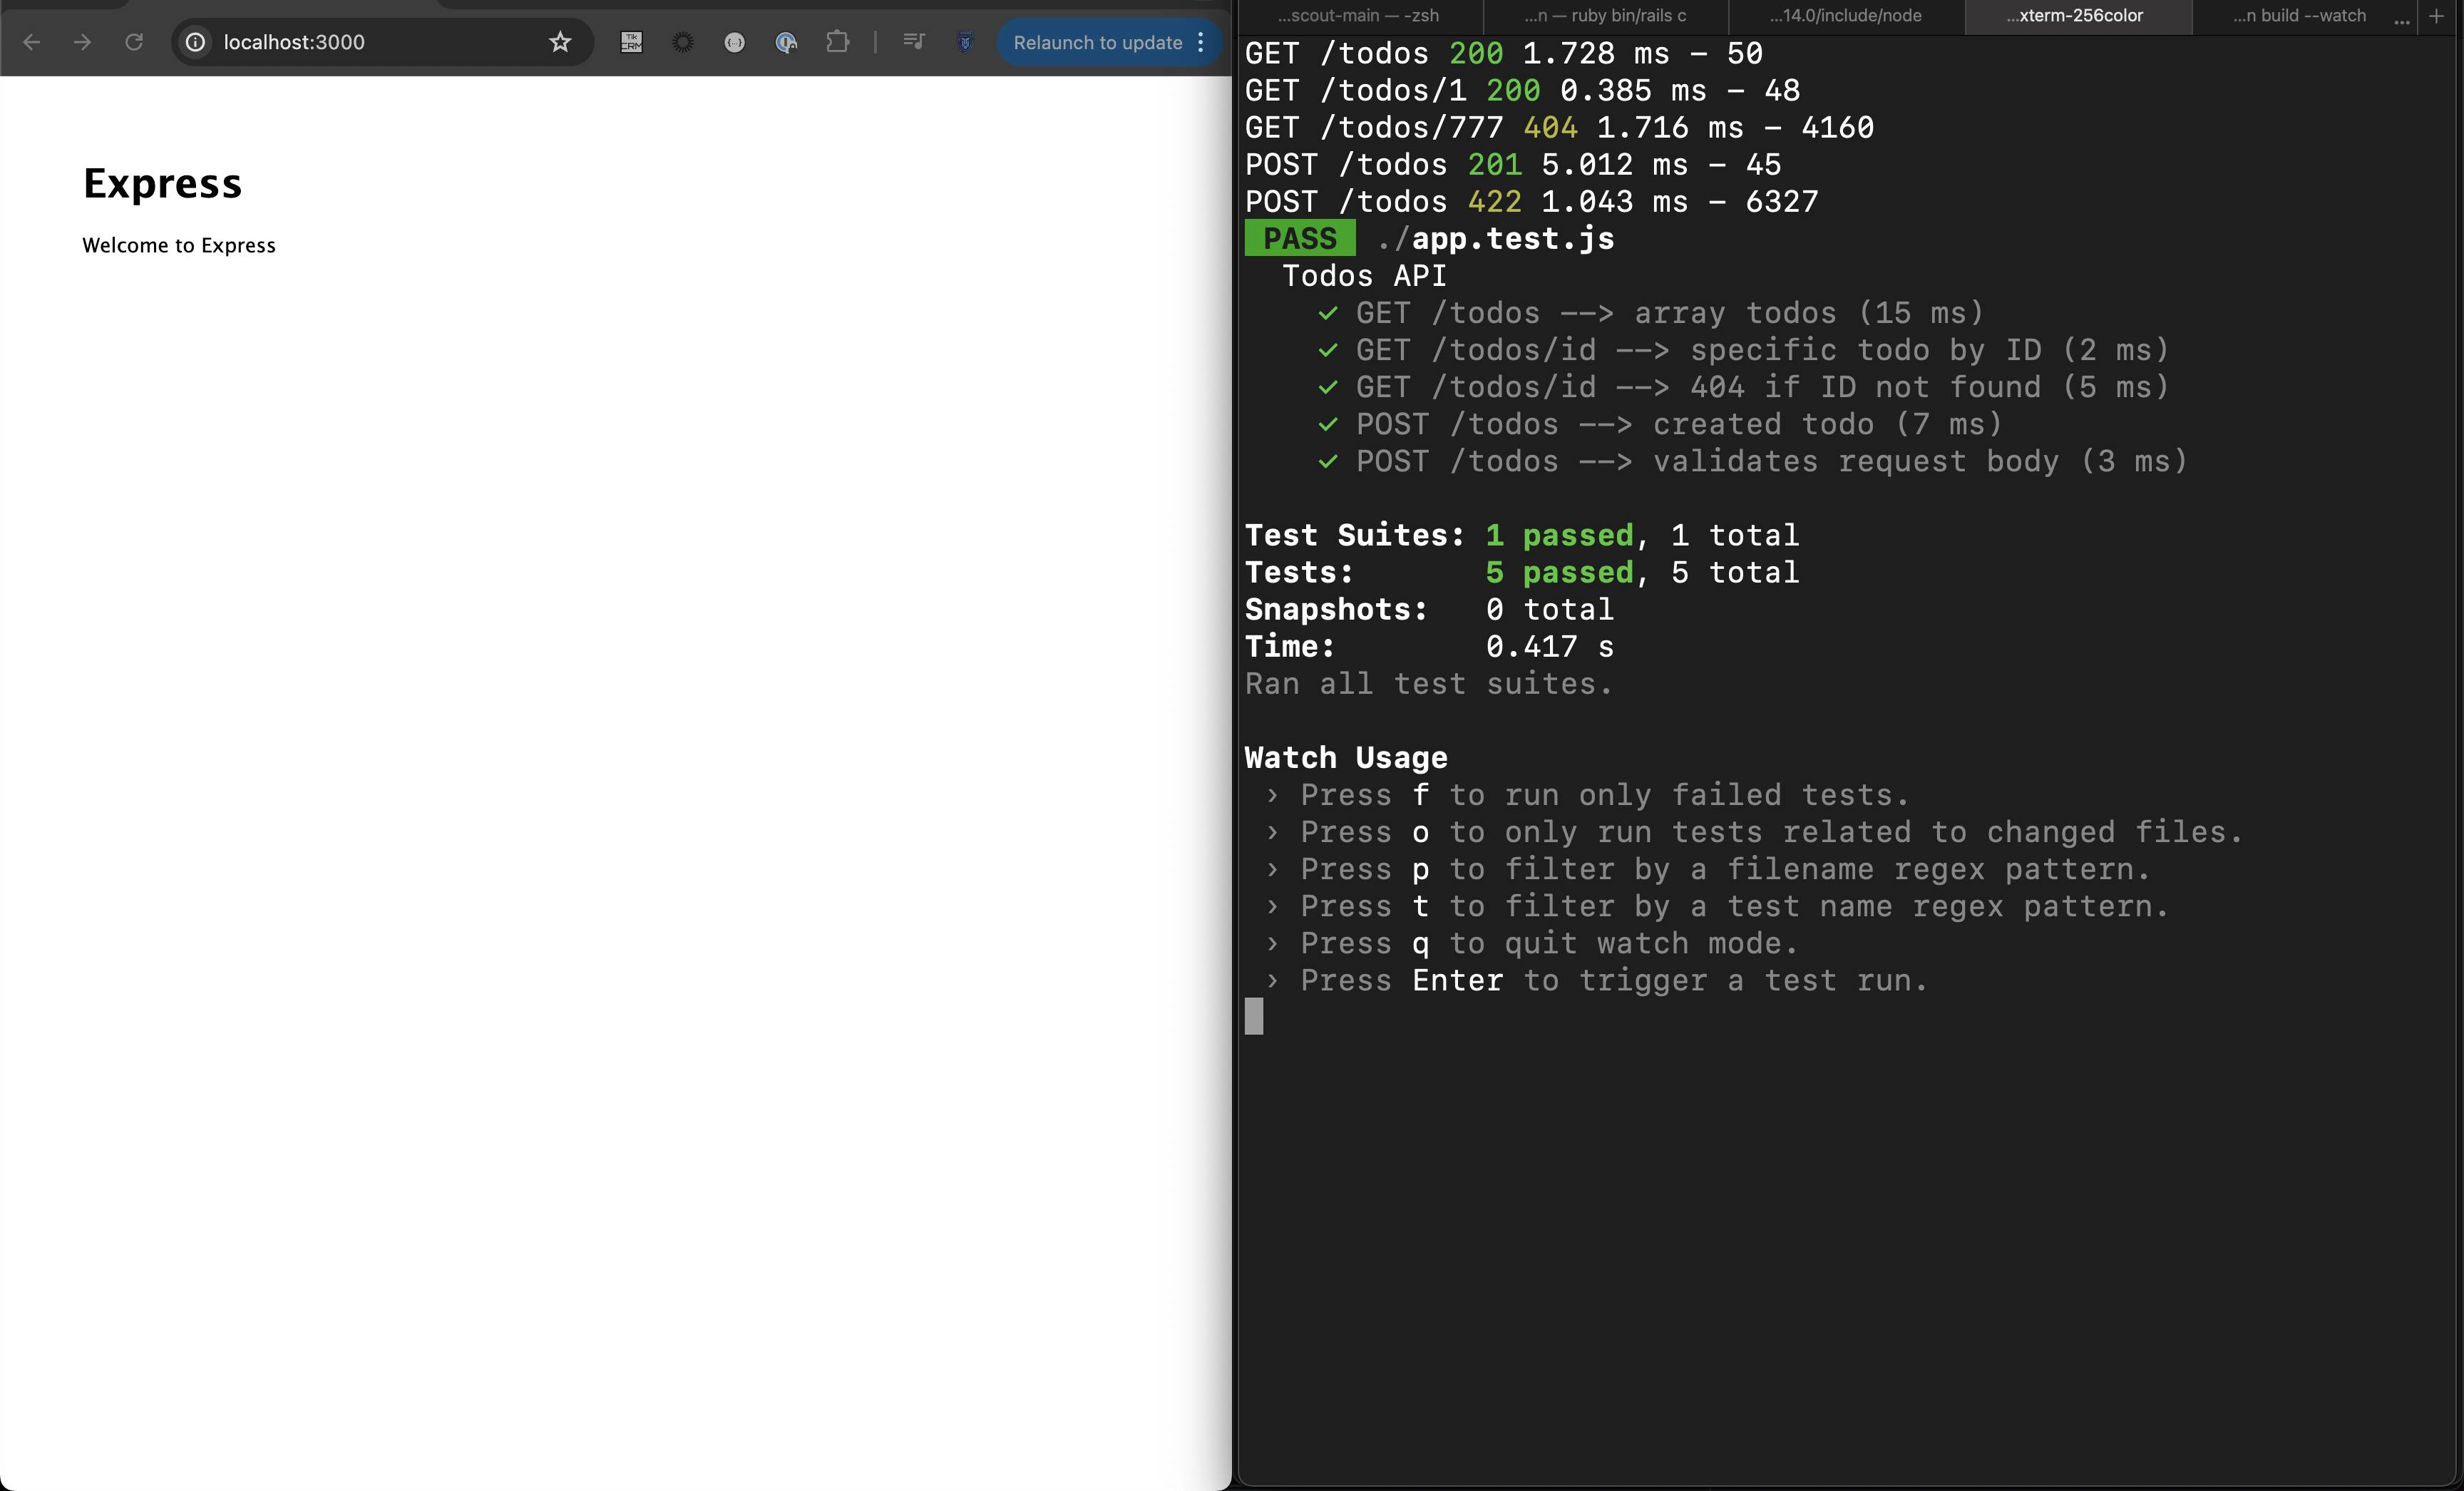 localhost:3000
Tik
CRM
Relaunch to update
Express
Welcome to Express
...scout-main — -zsh
...n — ruby bin/rails c
...14.0/include/node
...xterm-256color
...n build --watch
...
+
GET /todos 200 1.728 ms - 50
GET /todos/1 200 0.385 ms - 48
GET /todos/777 404 1.716 ms - 4160
POST /todos 201 5.012 ms - 45
POST /todos 422 1.043 ms - 6327
PASS ./app.test.js
Todos API
✓ GET /todos --> array todos (15 ms)
✓ GET /todos/id --> specific todo by ID (2 ms)
✓ GET /todos/id --> 404 if ID not found (5 ms)
✓ POST /todos --> created todo (7 ms)
✓ POST /todos --> validates request body (3 ms)
Test Suites: 1 passed, 1 total
Tests: 5 passed, 5 total
Snapshots: 0 total
Time: 0.417 s
Ran all test suites.
Watch Usage
› Press f to run only failed tests.
› Press o to only run tests related to changed files.
› Press p to filter by a filename regex pattern.
› Press t to filter by a test name regex pattern.
› Press q to quit watch mode.
› Press Enter to trigger a test run.